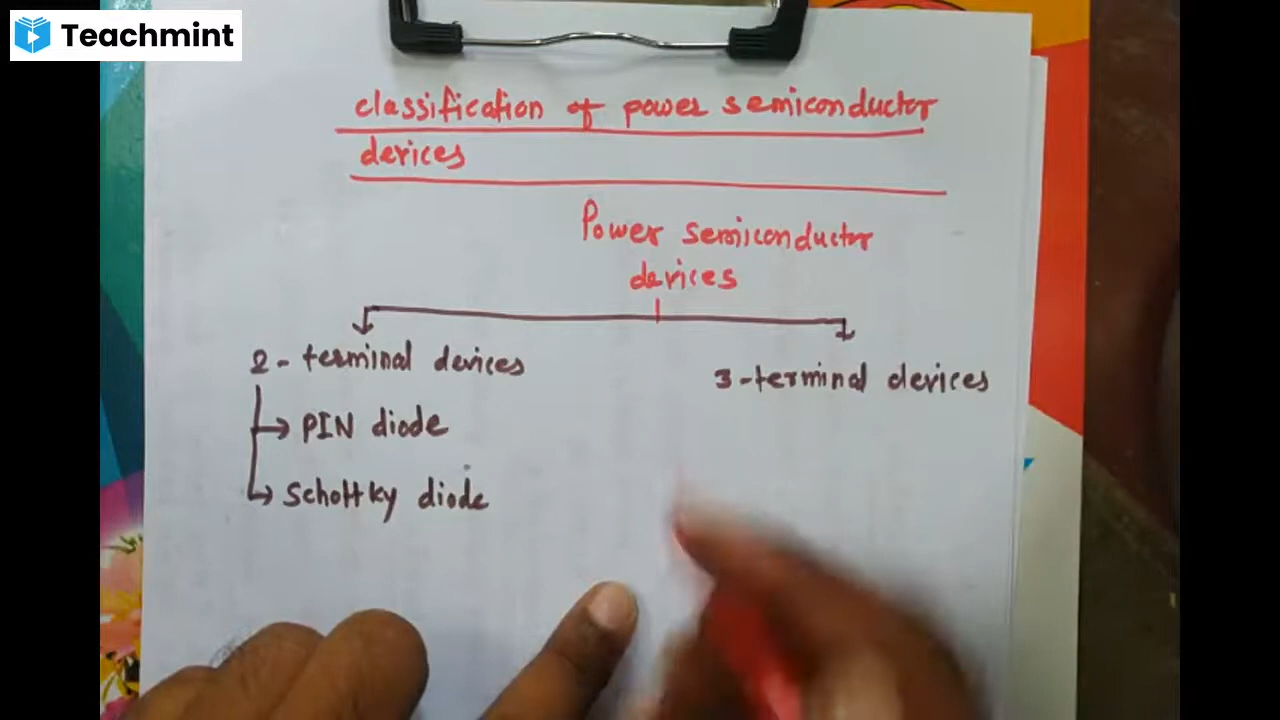 Teachmint
classification of power semiconductor
devices
Power semiconductor
devices
2- terminal devices
3-terminal devices
PIN diode
Schottky diode